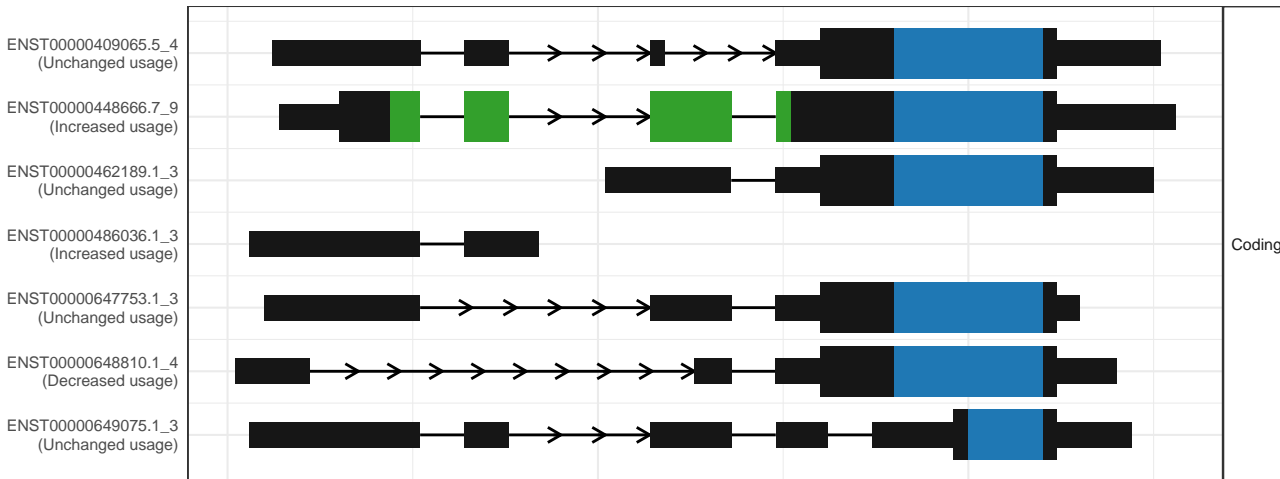 ENST00000409065.5_4
(Unchanged usage)
ENST00000448666.7_9
(Increased usage)
ENST00000462189.1_3
(Unchanged usage)
ENST00000486036.1_3
(Increased usage)
Coding
ENST00000647753.1_3
(Unchanged usage)
ENST00000648810.1_4
(Decreased usage)
ENST00000649075.1_3
(Unchanged usage)